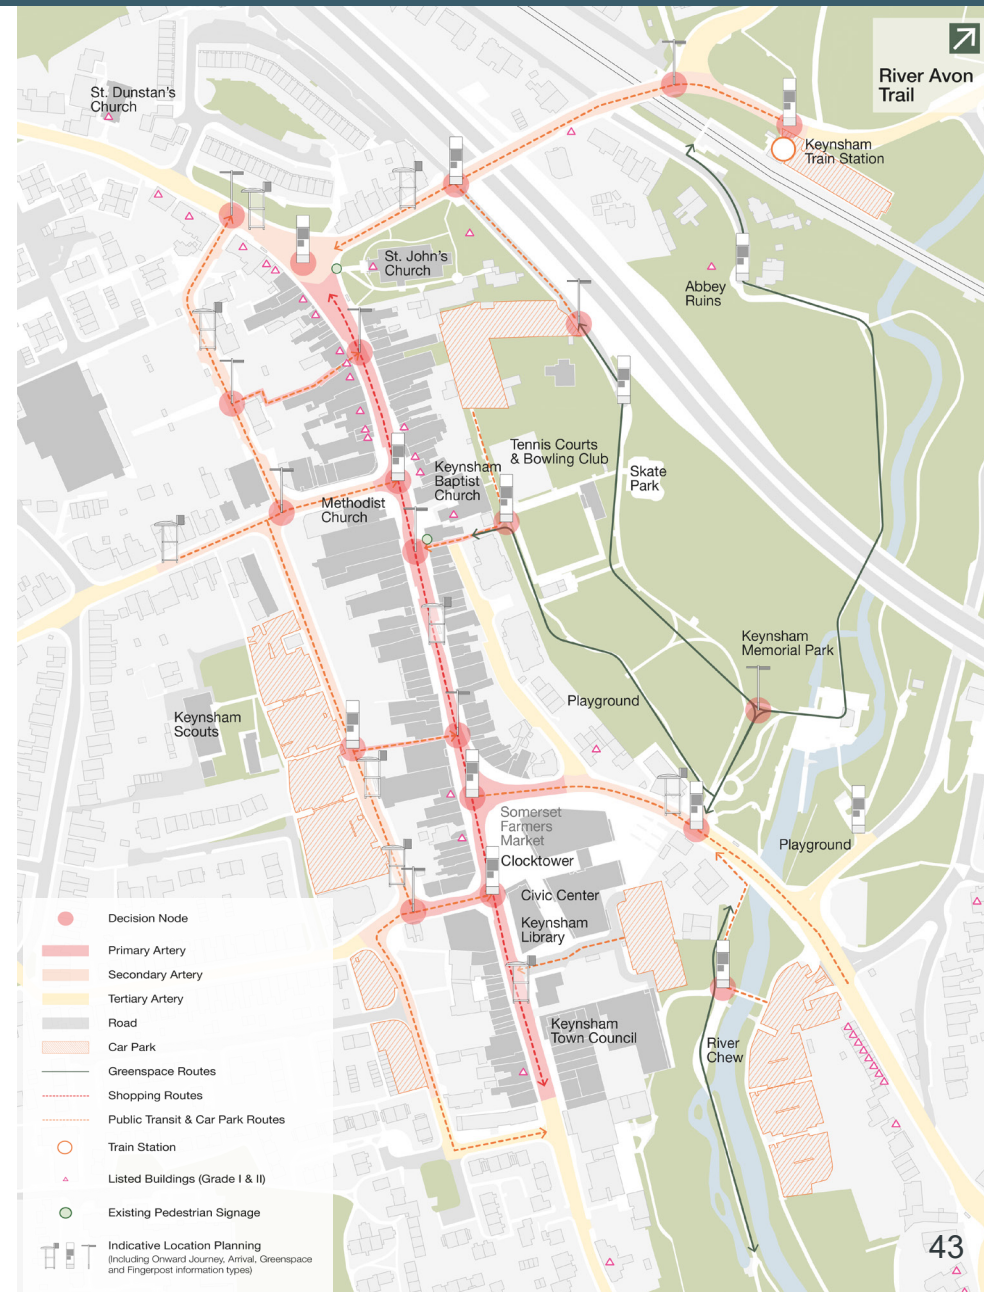 River Avon
Trail
St. Dunstan's
Church
Keynsham
Train Station
St. John's
Church
Abbey
Ruins
Tennis Courts
& Bowling Club
Keynsham
Baptist
Church
Skate
Park
Methodist
Church
Keynsham
Memorial Park
Playground
Keynsham
Scouts
Somerset
Farmers
Market
Playground
Clocktower
Civic Center
Keynsham
Library
Keynsham
Town Council
River
Chew
Decision Node
Primary Artery
Secondary Artery
Tertiary Artery
Road
Car Park
Greenspace Routes
Shopping Routes
Public Transit & Car Park Routes
Train Station
Listed Buildings (Grade I & II)
Existing Pedestrian Signage
Indicative Location Planning
(Including Onward Journey, Arrival, Greenspace
and Fingerpost information types)
43